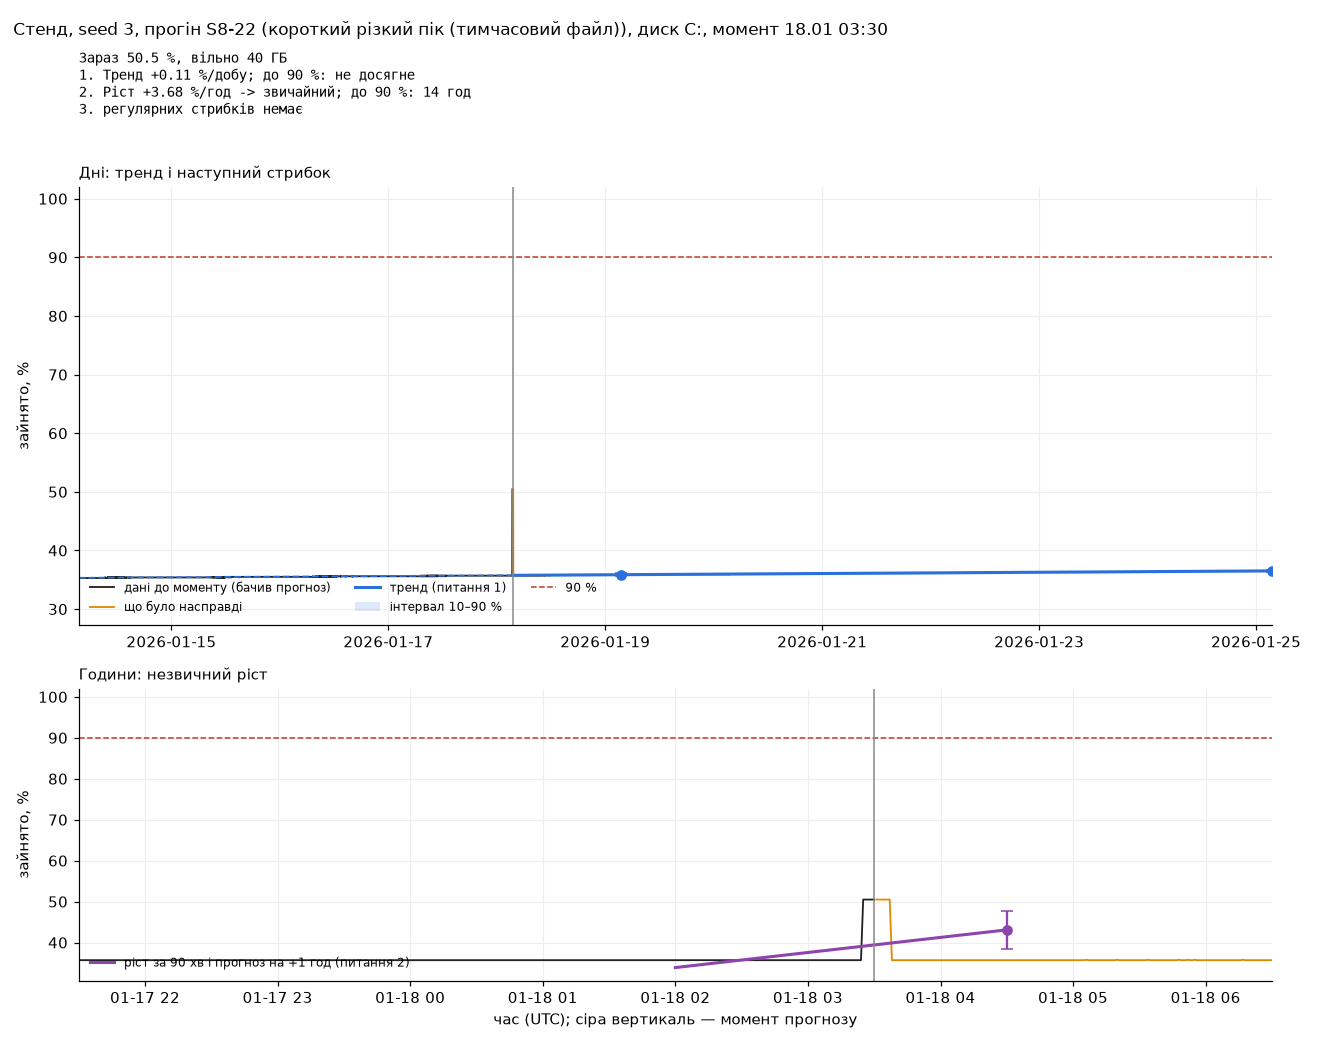 Стенд, seed 3, прогін S8-22 (короткий різкий пік (тимчасовий файл)), диск C:, момент 18.01 03:30
Зараз 50.5 %, вільно 40 ГБ
1. Тренд +0.11 %/добу; до 90 %: не досягне
2. Ріст +3.68 %/год -> звичайний; до 90 %: 14 год
3. регулярних стрибків немає
Дні: тренд і наступний стрибок
100
90
80
70
60
50
40
30
зайнято, %
дані до моменту (бачив прогноз)
тренд (питання 1)
90 %
що було насправді
інтервал 10–90 %
2026-01-15
2026-01-17
2026-01-19
2026-01-21
2026-01-23
2026-01-25
Години: незвичний ріст
100
90
80
70
60
50
40
зайнято, %
ріст за 90 хв і прогноз на +1 год (питання 2)
01-17 22
01-17 23
01-18 00
01-18 01
01-18 02
01-18 03
01-18 04
01-18 05
01-18 06
час (UTC); сіра вертикаль — момент прогнозу